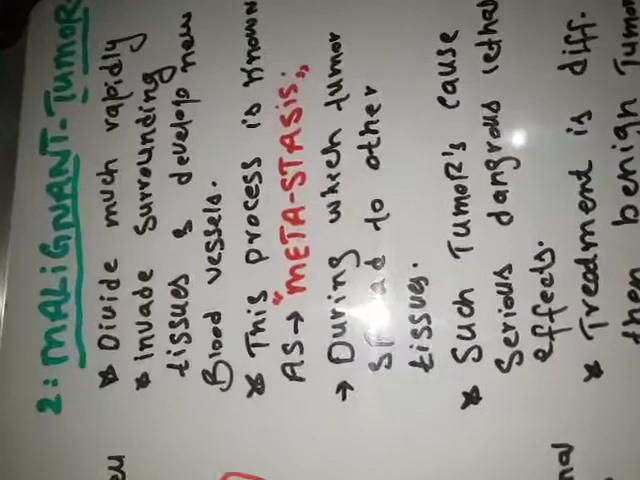 2: MALIGNANT-TUMOR
* Divide much rapidly
* invade surrounding
tissues & develop new
Blood vessels.
* This process is known
AS→ "META-STASIS."
→ During which tumor
spread to other
tissues.
* Such TUMOR's cause
Serious dangrous lethal
effects.
* Treedment is diff.
then benign Tumor